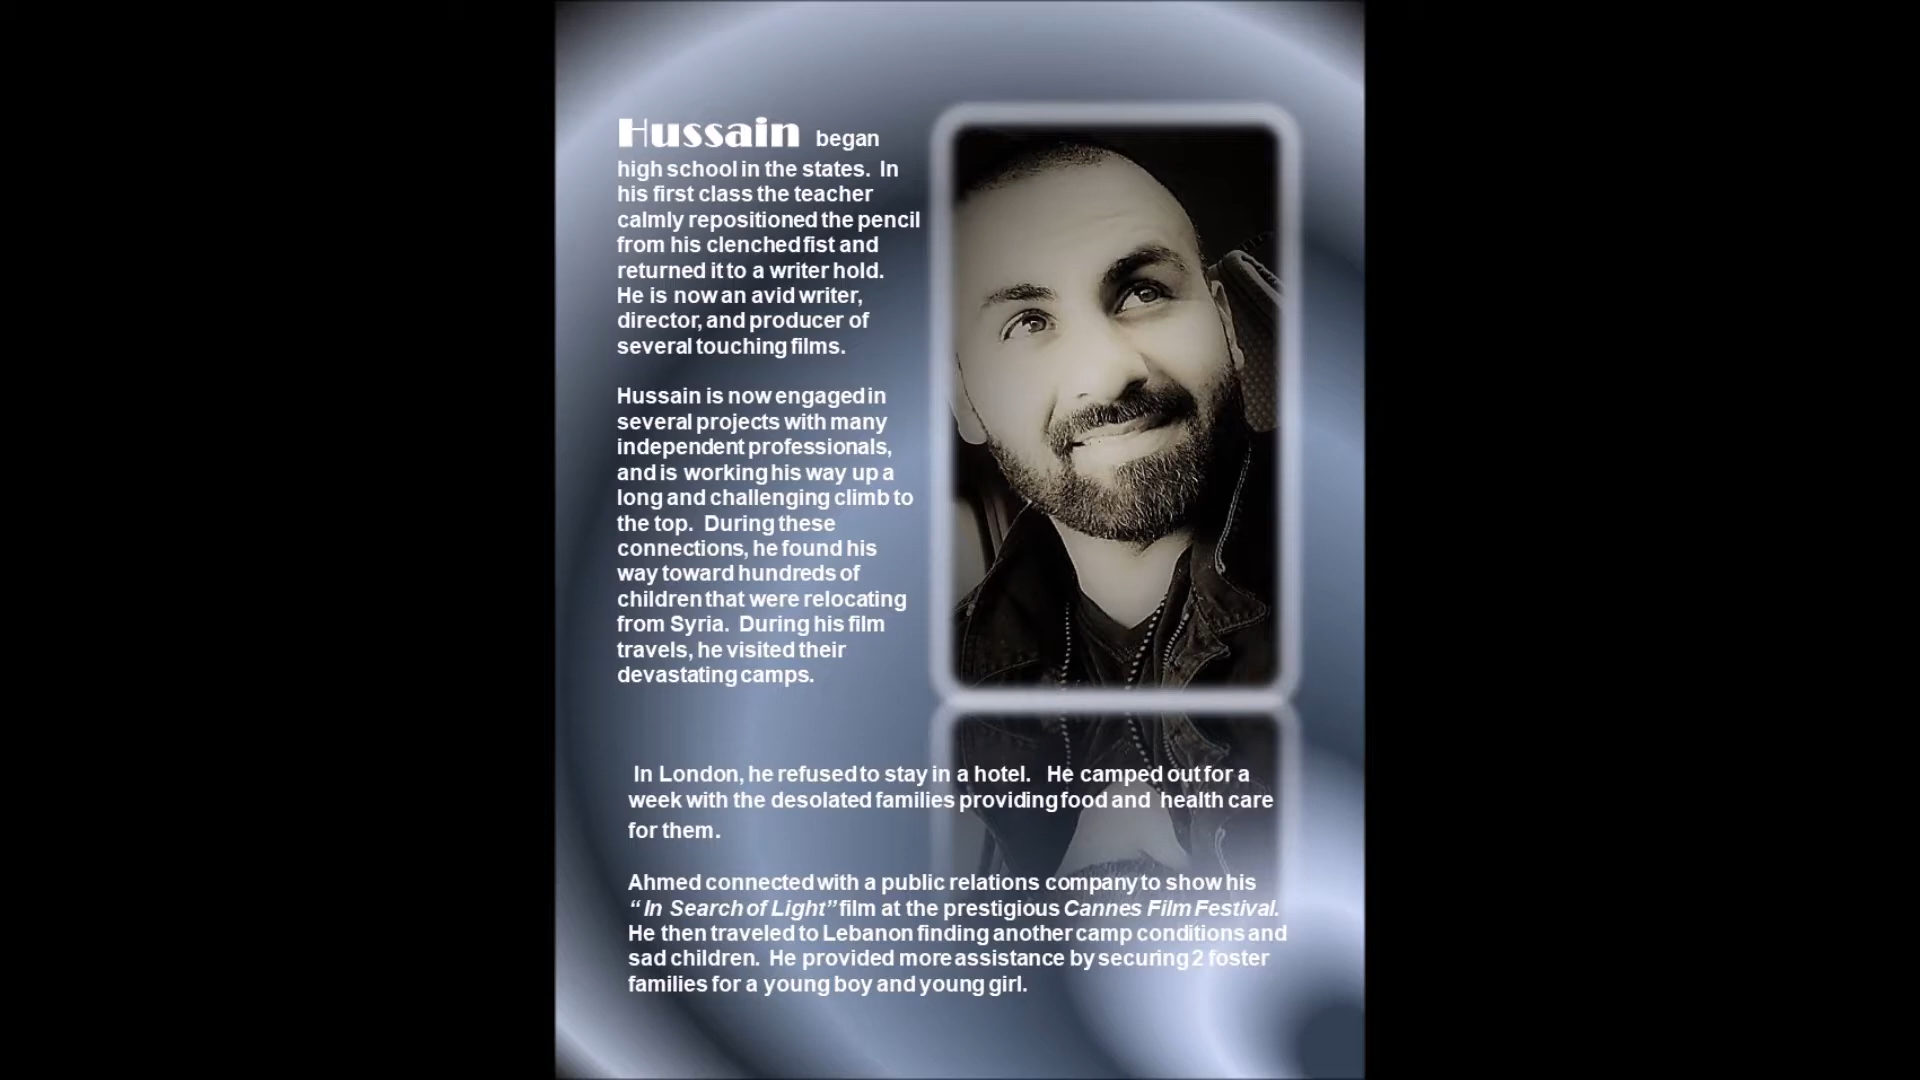 Hussain began
high school in the states. In
his first class the teacher
calmly repositioned the pencil
from his clenched fist and
returned it to a writer hold.
He is now an avid writer,
director, and producer of
several touching films.
Hussain is now engaged in
several projects with many
independent professionals,
and is working his way up a
long and challenging climb to
the top. During these
connections, he found his
way toward hundreds of
children that were relocating
from Syria. During his film
travels, he visited their
devastating camps.
In London, he refused to stay in a hotel. He camped out for a
week with the desolated families providing food and health care
for them.
Ahmed connected with a public relations company to show his
“ In Search of Light” film at the prestigious Cannes Film Festival.
He then traveled to Lebanon finding another camp conditions and
sad children. He provided more assistance by securing 2 foster
families for a young boy and young girl.